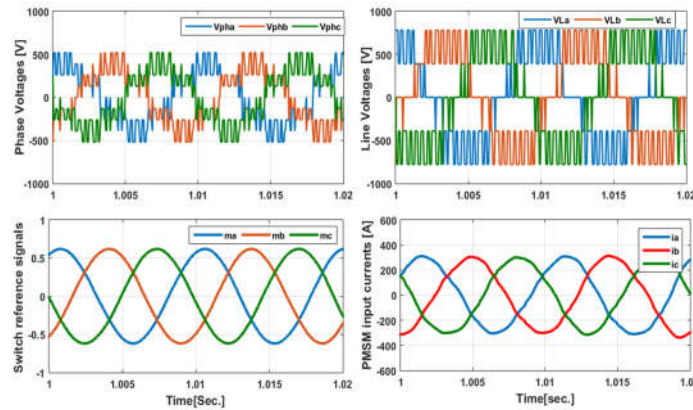 Vpha Vphb Vphc
Phase Voltages [V]
1000
500
0
-500
-1000
1 1.005 1.01 1.015 1.02
VLa VLb VLc
Line Voltages [V]
1000
500
0
-500
-1000
1 1.005 1.01 1.015 1.02
ma mb mc
Switch reference signals
1
0.5
0
-0.5
-1
1 1.005 1.01 1.015 1.02
Time[Sec.]
ia
ib
ic
PMSM input currents [A]
600
400
200
0
-200
-400
-600
1 1.005 1.01 1.015 1.02
Time[sec.]